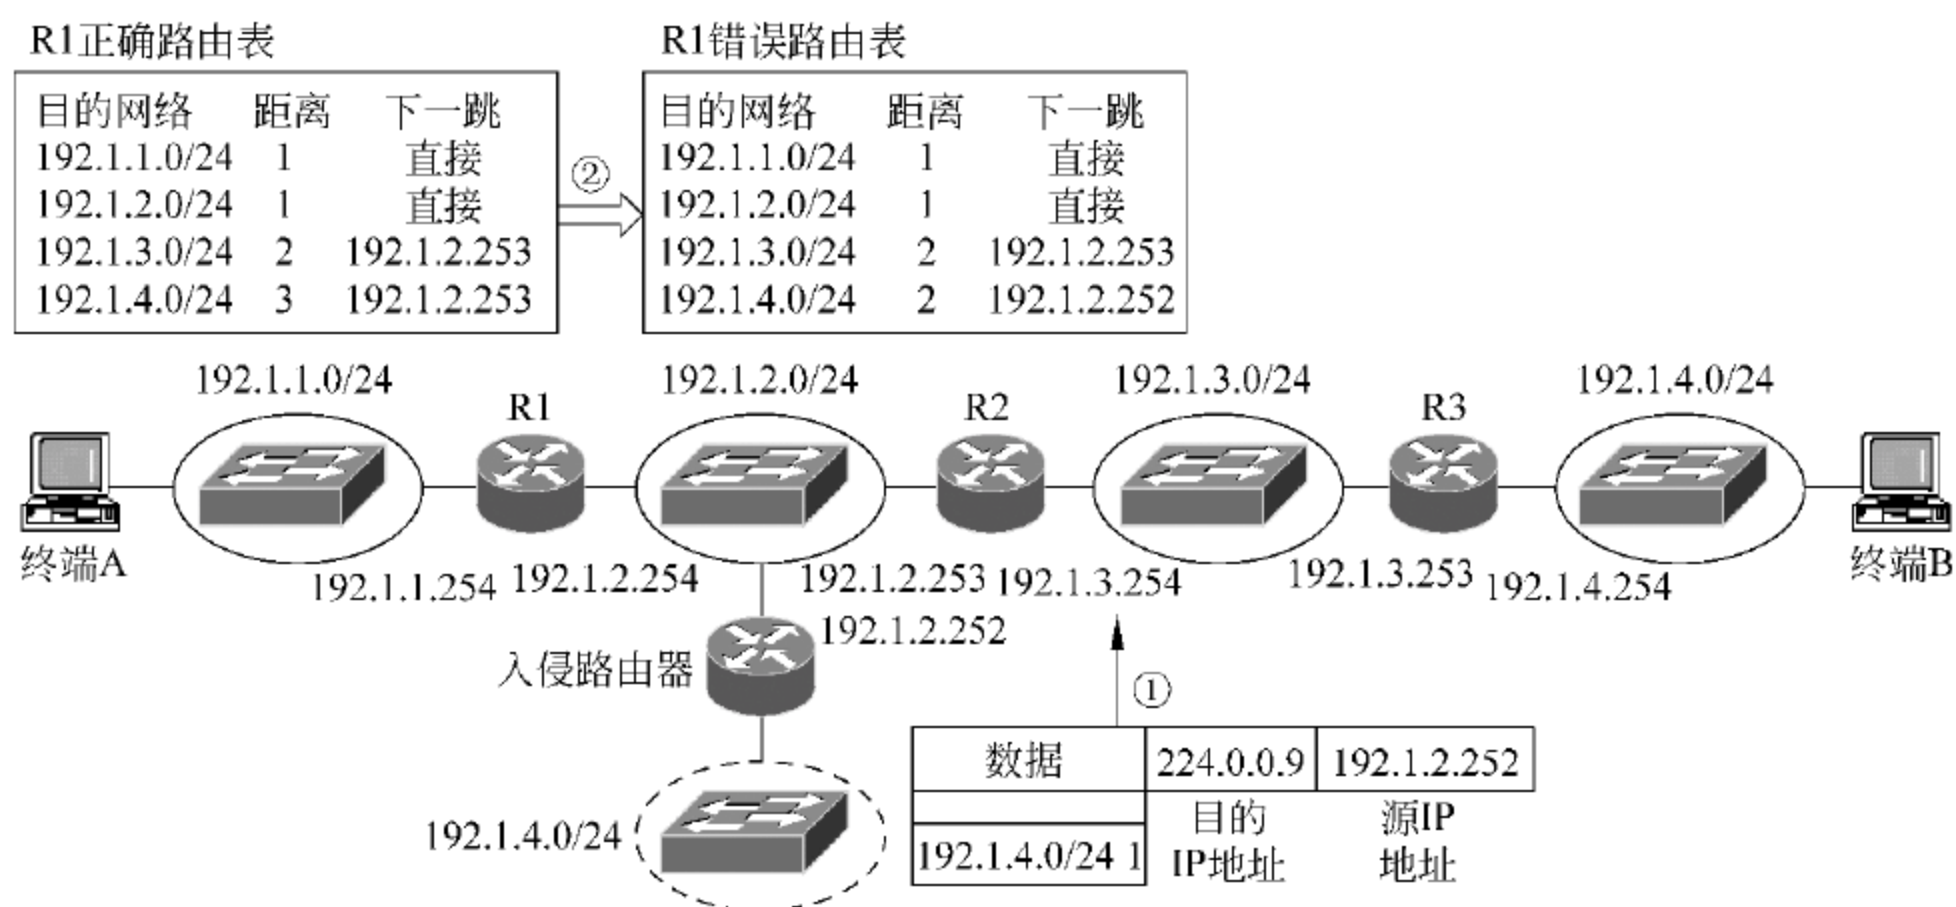 R1正确路由表
目的网络 距离 下一跳
192.1.1.0/24 1 直接
192.1.2.0/24 1 直接
192.1.3.0/24 2 192.1.2.253
192.1.4.0/24 3 192.1.2.253
②
R1错误路由表
目的网络 距离 下一跳
192.1.1.0/24 1 直接
192.1.2.0/24 1 直接
192.1.3.0/24 2 192.1.2.253
192.1.4.0/24 2 192.1.2.252
192.1.1.0/24 192.1.2.0/24 192.1.3.0/24 192.1.4.0/24
R1 R2 R3
终端A 终端B
192.1.1.254 192.1.2.254 192.1.2.253 192.1.3.254 192.1.3.253 192.1.4.254
192.1.2.252
入侵路由器
①
数据 224.0.0.9 192.1.2.252
192.1.4.0/24
192.1.4.0/24 1
目的
IP地址
源IP
地址